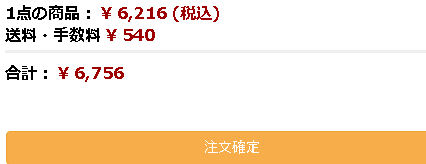 1点の商品：¥ 6,216 (税込)
送料・手数料 ¥ 540
合計：¥ 6,756
注文確定